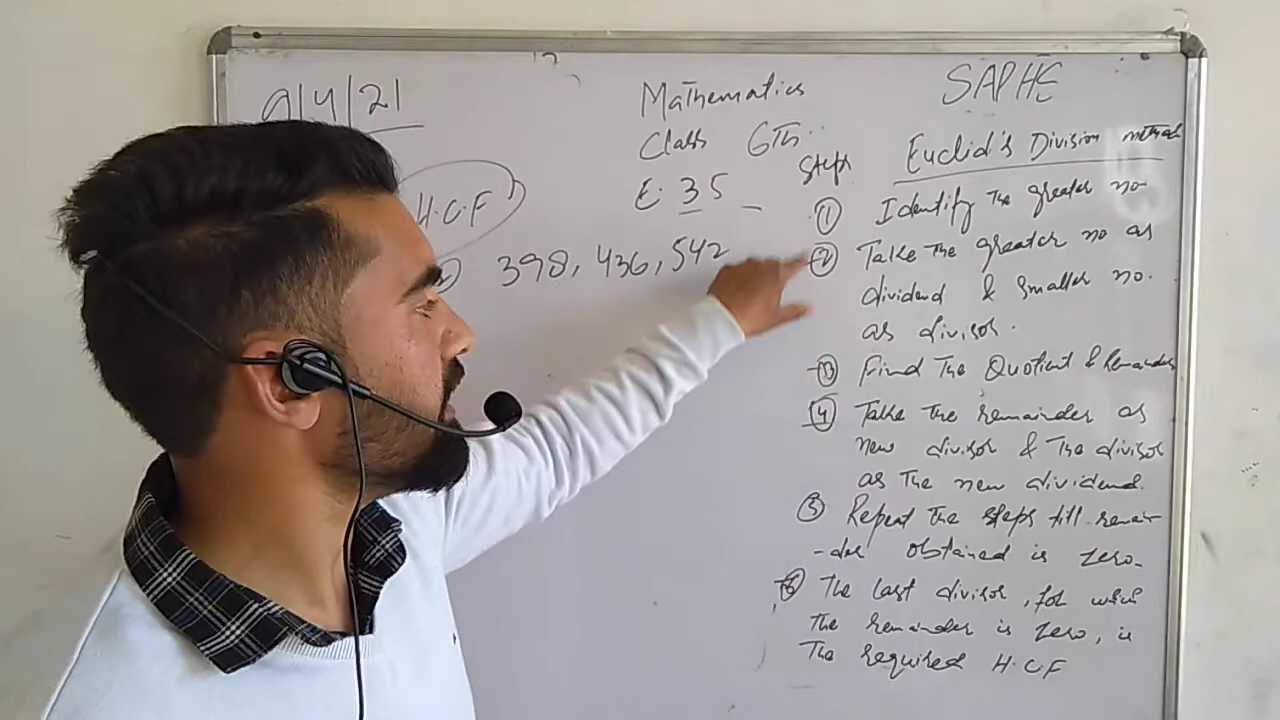 9/4/21
Mathematics
Class 6Th
E. 35
H.C.F
398, 436, 542
SAPHE
Steps
Euclid's Division method
① Identify The greater no
② Take the greater no as
dividend & smaller no.
as divisor.
③ Find The Quotient & Remainder
④ Take the remainder as
new divisor & The divisor
as The new dividend.
⑤ Repeat the steps till remain
-der obtained is zero.
⑥ The last divisor, for which
The remainder is zero, is
The required H.C.F